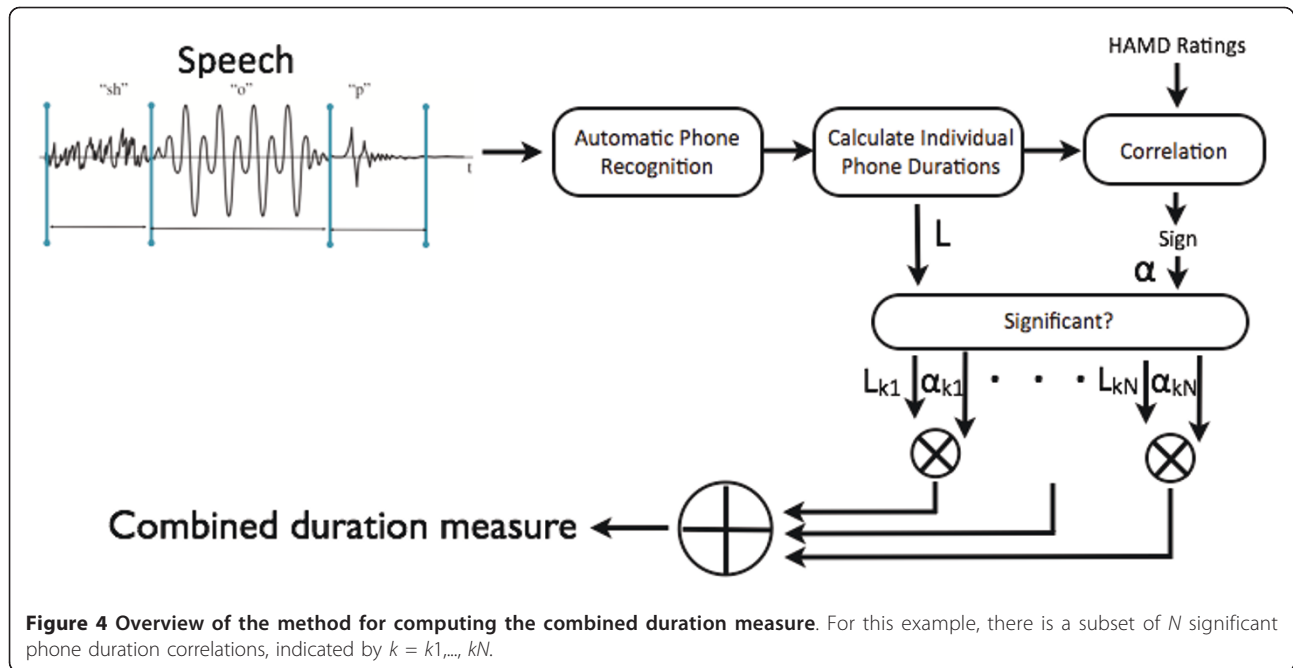 HAMD Ratings
Speech
"sh"
"o"
"p"
t
Automatic Phone
Recognition
Calculate Individual
Phone Durations
Correlation
L
Sign
α
Significant?
Lk1 αk1 · · · LkN αkN
Combined duration measure
Figure 4 Overview of the method for computing the combined duration measure. For this example, there is a subset of N significant
phone duration correlations, indicated by k = k1,..., kN.